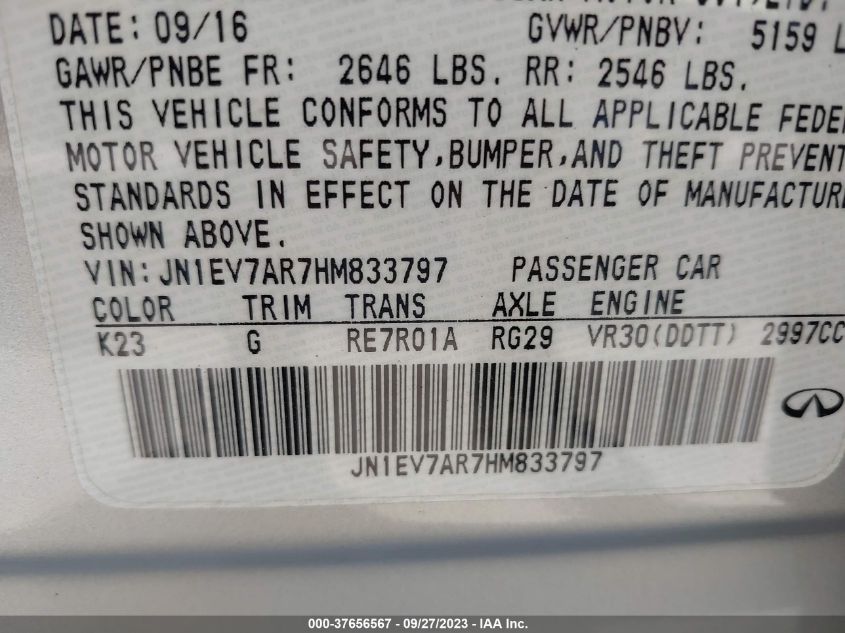 DATE: 09/16 GVWR/PNBV: 5159 L
GAWR/PNBE FR: 2646 LBS. RR: 2546 LBS.
THIS VEHICLE CONFORMS TO ALL APPLICABLE FEDE
MOTOR VEHICLE SAFETY,BUMPER,AND THEFT PREVENT
STANDARDS IN EFFECT ON THE DATE OF MANUFACTUR
SHOWN ABOVE.
VIN:JN1EV7AR7HM833797 PASSENGER CAR
COLOR TRIM TRANS AXLE ENGINE
K23 G RE7R01A RG29 VR30(DDTT) 2997CC
JN1EV7AR7HM833797
000-37656567 - 09/27/2023 - IAA Inc.